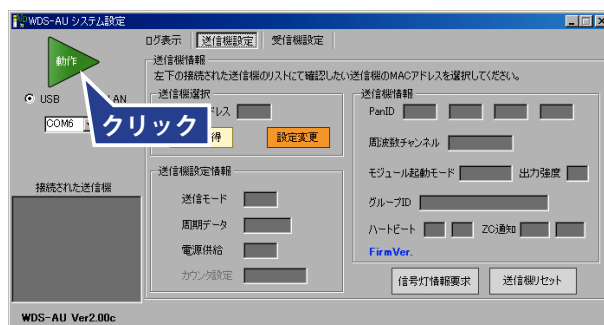 WDS-AU システム設定
ログ表示 送信機設定 受信機設定
動作
送信機情報
左下の接続された送信機のリストにて確認したい送信機のMACアドレスを選択してください。
USB AN
COM6
クリック
送信機選択
ドレス
得 設定変更
送信機設定情報
送信モード
周期データ
電源供給
カウンタ設定
送信機情報
PanID
周波数チャンネル
モジュール起動モード 出力強度
グループID
ハートビート ZC通知
FirmVer.
信号灯情報要求 送信機リセット
接続された送信機
WDS-AU Ver2.00c